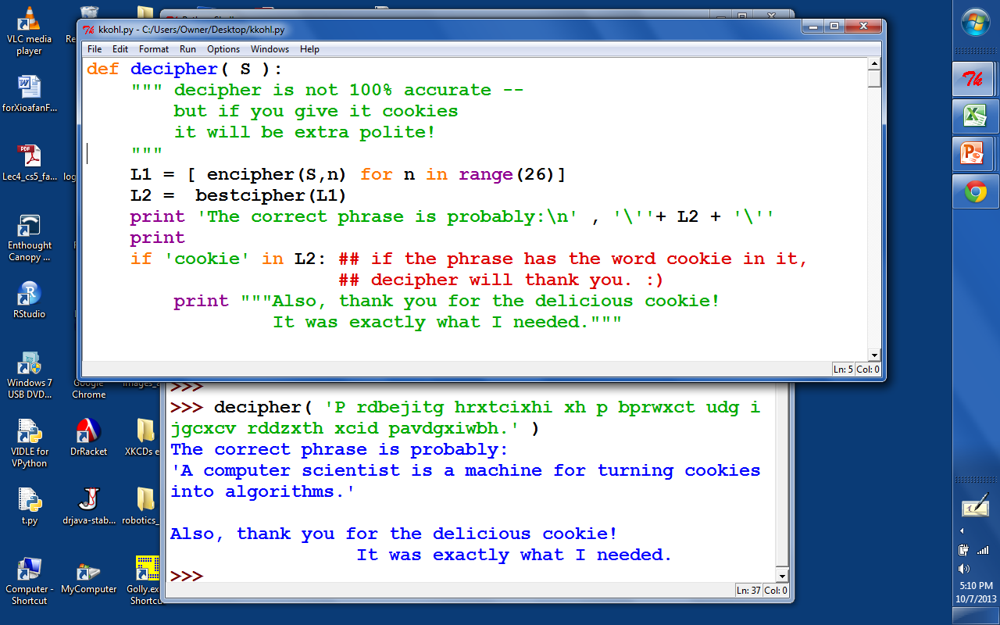 VLC media
player
forXioafanF...
Lec4_cs5_fa...
Enthought
Canopy ...
RStudio
Windows 7
USB DVD...
Google
Chrome
VIDLE for
VPython
DrRacket
XKCDs
t.py
drjava-stab...
robotics_
Computer -
Shortcut
MyComputer
Golly.ex
Shortcu
kkohl.py - C:/Users/Owner/Desktop/kkohl.py
File Edit Format Run Options Windows Help
def decipher( S ):
""" decipher is not 100% accurate --
but if you give it cookies
it will be extra polite!
"""
L1 = [ encipher(S,n) for n in range(26)]
L2 =  bestcipher(L1)
print 'The correct phrase is probably:\n' , '\''+ L2 + '\''
print
if 'cookie' in L2: ## if the phrase has the word cookie in it,
## decipher will thank you. :)
print """Also, thank you for the delicious cookie!
It was exactly what I needed."""
Ln: 5 Col: 0
>>>
>>> decipher( 'P rdbejitg hrxtcixhi xh p bprwxct udg i
jgcxcv rddzxth xcid pavdgxiwbh.' )
The correct phrase is probably:
'A computer scientist is a machine for turning cookies
into algorithms.'
Also, thank you for the delicious cookie!
It was exactly what I needed.
>>>
Ln: 37 Col: 0
5:10 PM
10/7/2013